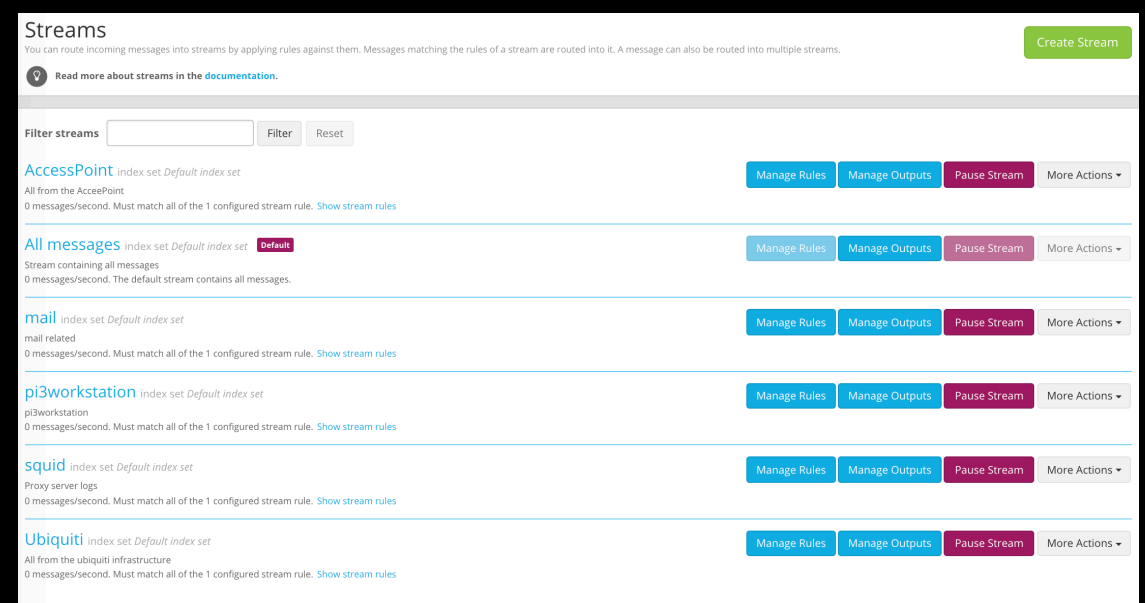 Streams
You can route incoming messages into streams by applying rules against them. Messages matching the rules of a stream are routed into it. A message can also be routed into multiple streams.
Create Stream
Read more about streams in the documentation.
Filter streams Filter Reset
AccessPoint index set Default index set
Manage Rules Manage Outputs Pause Stream More Actions
All from the AcceePoint
0 messages/second. Must match all of the 1 configured stream rule. Show stream rules
All messages index set Default index set Default
Manage Rules Manage Outputs Pause Stream More Actions
Stream containing all messages
0 messages/second. The default stream contains all messages.
mail index set Default index set
Manage Rules Manage Outputs Pause Stream More Actions
mail related
0 messages/second. Must match all of the 1 configured stream rule. Show stream rules
pi3workstation index set Default index set
Manage Rules Manage Outputs Pause Stream More Actions
pi3workstation
0 messages/second. Must match all of the 1 configured stream rule. Show stream rules
squid index set Default index set
Manage Rules Manage Outputs Pause Stream More Actions
Proxy server logs
0 messages/second. Must match all of the 1 configured stream rule. Show stream rules
Ubiquiti index set Default index set
Manage Rules Manage Outputs Pause Stream More Actions
All from the ubiquiti infrastructure
0 messages/second. Must match all of the 1 configured stream rule. Show stream rules